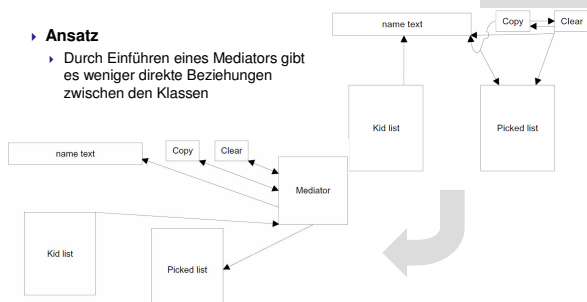 Ansatz
Durch Einführen eines Mediators gibt
es weniger direkte Beziehungen
zwischen den Klassen
name text
Copy
Clear
Kid list
Picked list
name text
Copy
Clear
Mediator
Kid list
Picked list